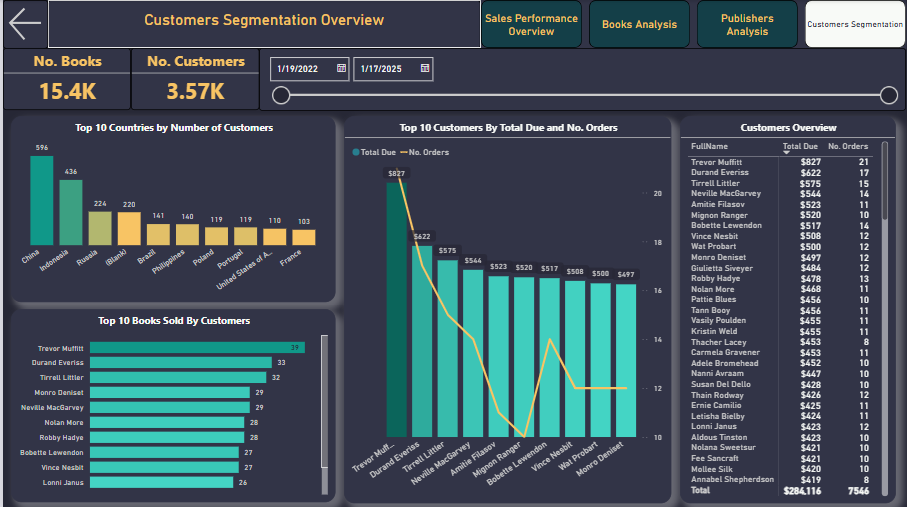 Customers Segmentation Overview
Sales Performance
Overview
Books Analysis
Publishers
Analysis
Customers Segmentation
No. Books
15.4K
No. Customers
3.57K
1/19/2022
1/17/2025
Top 10 Countries by Number of Customers
596
436
224
220
141
140
119
119
110
103
China
Indonesia
Russia
(Blank)
Brazil
Philippines
Poland
Portugal
United States of A...
France
Top 10 Books Sold By Customers
Trevor Muffitt 39
Durand Everiss 33
Tirrell Littler 32
Monro Deniset 29
Neville MacGarvey 29
Nolan More 28
Robby Hadye 28
Bobette Lewendon 27
Vince Nesbit 27
Lonni Janus 26
Top 10 Customers By Total Due and No. Orders
Total Due No. Orders
$827
$622
$575
$544
$523
$520
$517
$508
$500
$497
20
18
16
14
12
10
Trevor Muff...
Durand Everiss
Tirrell Littler
Neville MacGarvey
Amitie Filasov
Mignon Ranger
Bobette Lewendon
Vince Nesbit
Wat Probart
Monro Deniset
Customers Overview
FullName Total Due No. Orders
Trevor Muffitt $827 21
Durand Everiss $622 17
Tirrell Littler $575 15
Neville MacGarvey $544 14
Amitie Filasov $523 11
Mignon Ranger $520 10
Bobette Lewendon $517 14
Vince Nesbit $508 12
Wat Probart $500 12
Monro Deniset $497 12
Giulietta Siveyer $484 12
Robby Hadye $478 13
Nolan More $468 11
Pattie Blues $456 10
Tann Booy $456 11
Vasily Poulden $455 11
Kristin Weld $455 11
Thacher Lacey $453 8
Carmela Gravener $453 11
Adele Bromehead $452 10
Nanni Avraam $447 10
Susan Del Dello $428 10
Thain Rodway $426 12
Ernie Camilio $425 11
Letisha Bielby $424 11
Lonni Janus $423 12
Aldous Tinston $423 10
Nolana Sweetsur $421 10
Fee Sancraft $421 10
Mollee Silk $420 10
Annabel Shepherdson $419 8
Total $284,116 7546